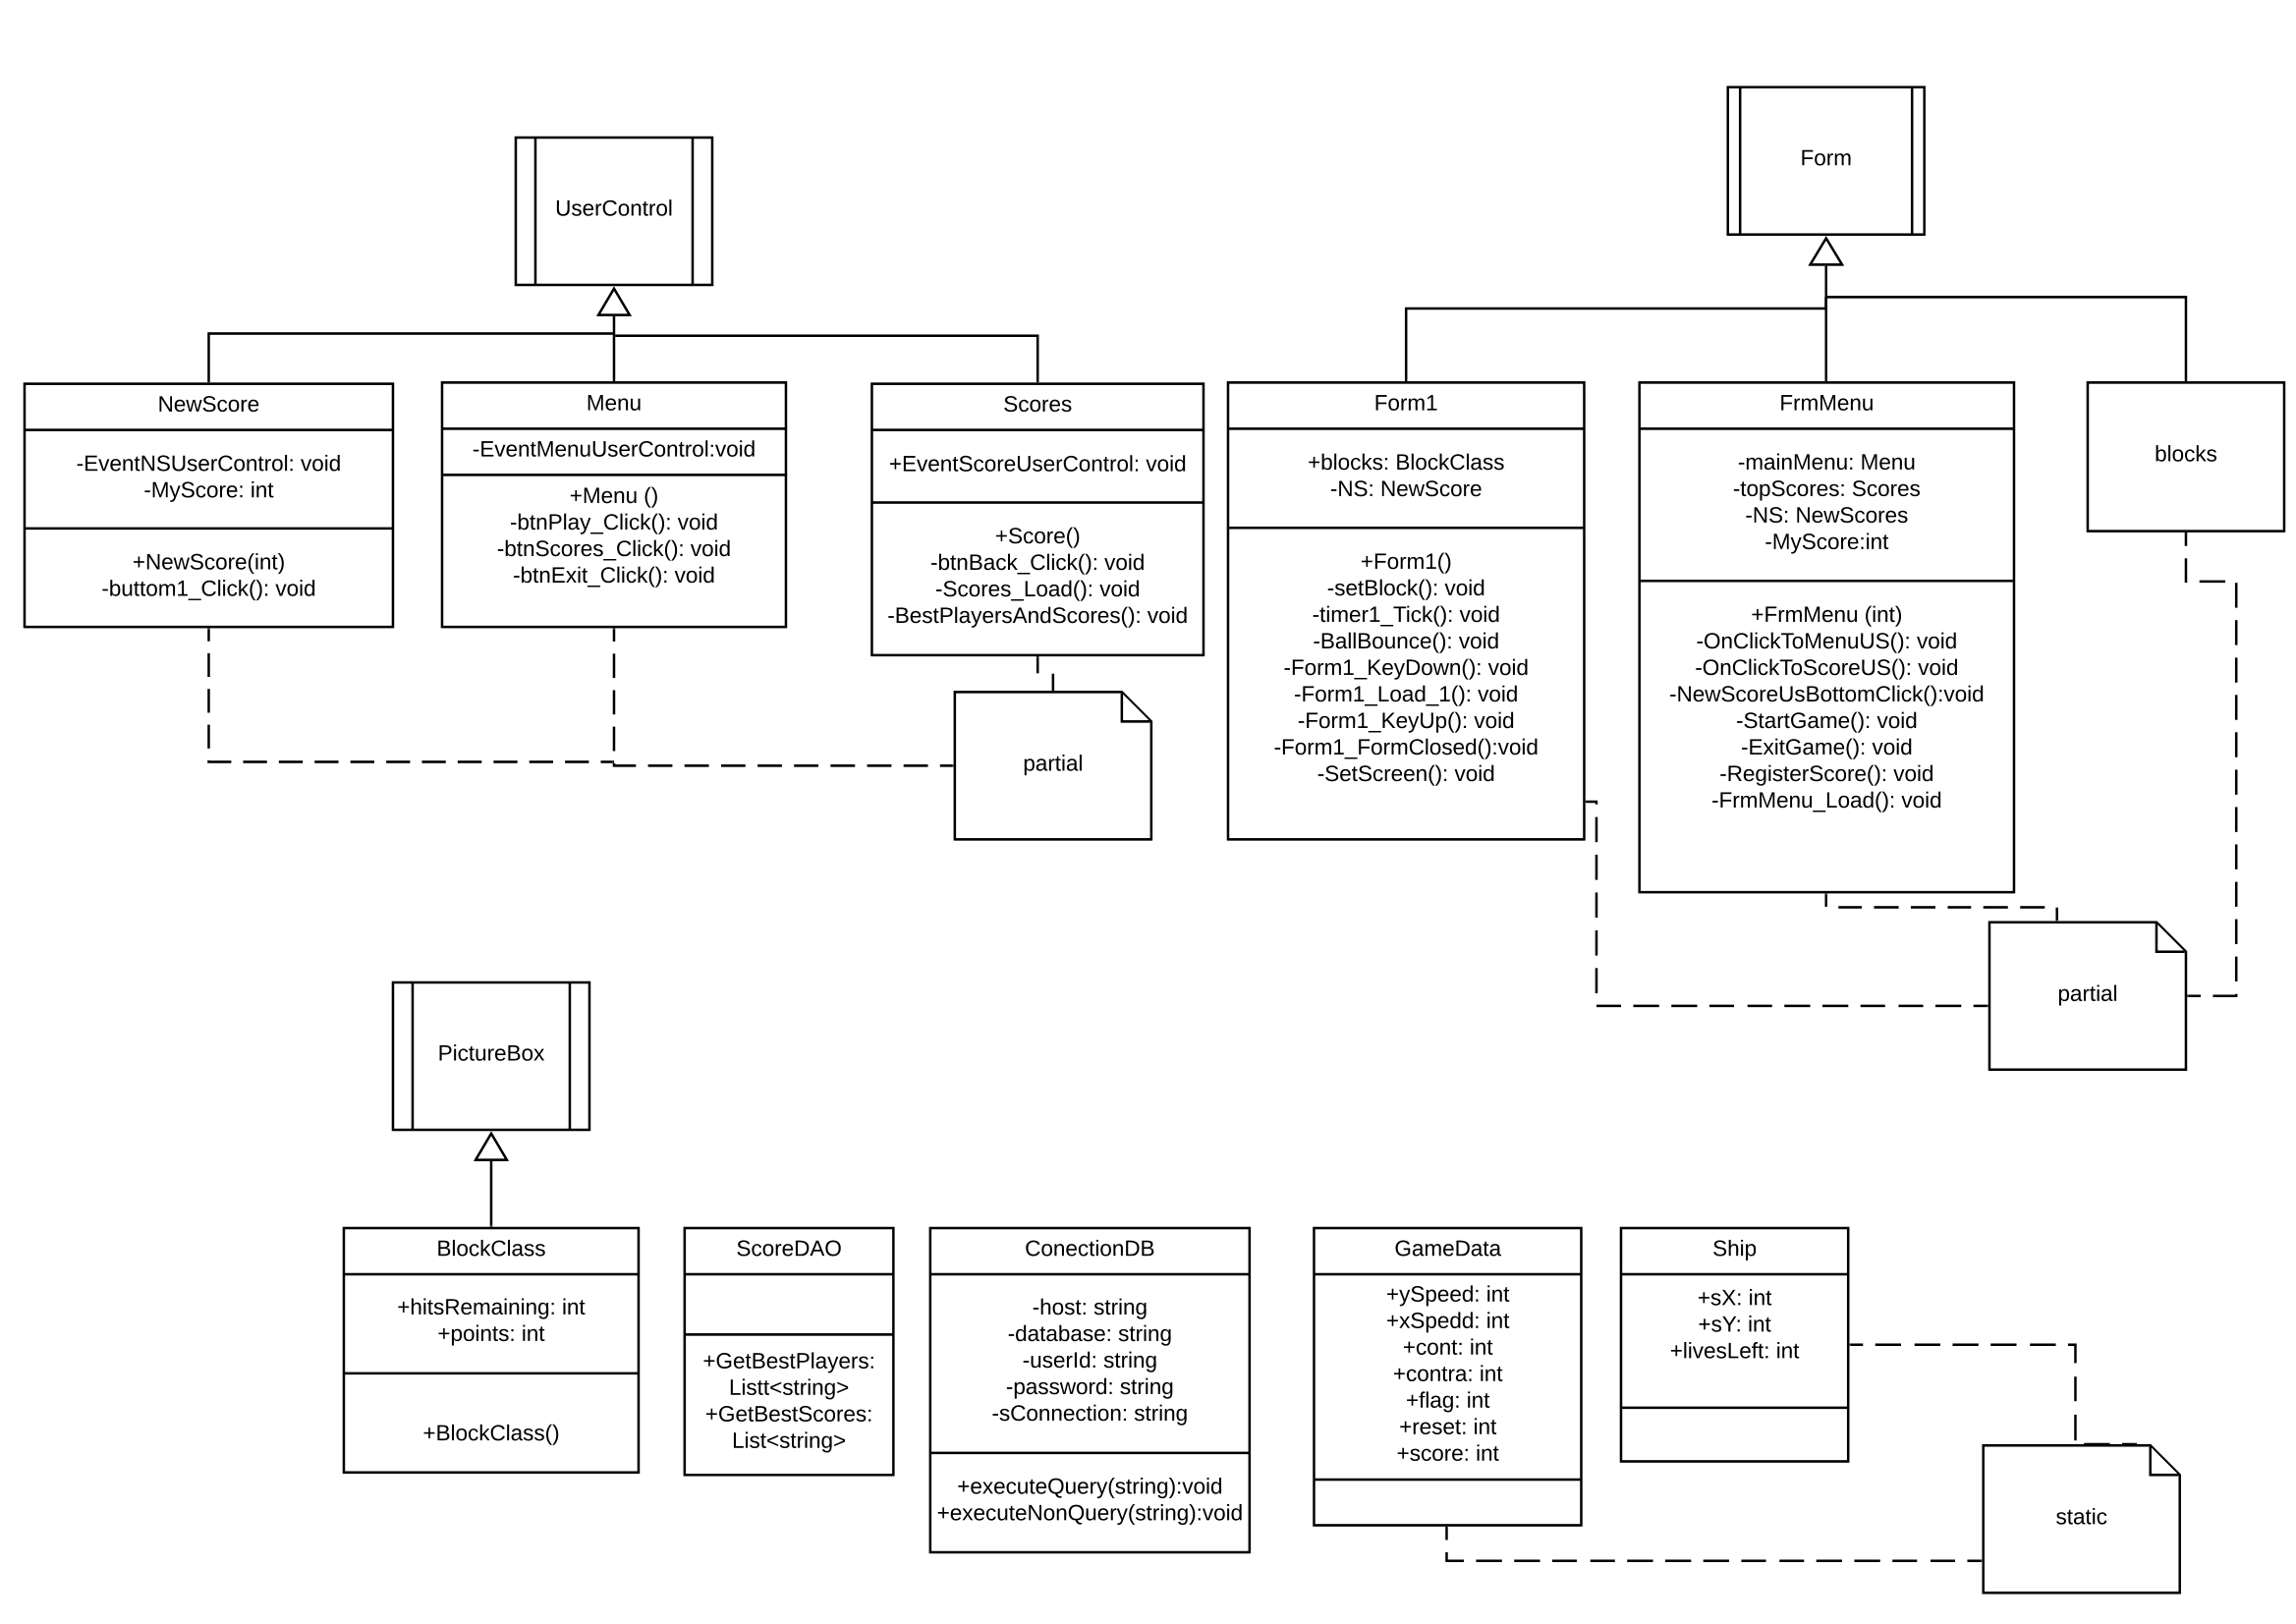 UserControl
Form
NewScore
-EventNSUserControl: void
-MyScore: int
+NewScore(int)
-buttom1_Click(): void
Menu
-EventMenuUserControl:void
+Menu ()
-btnPlay_Click(): void
-btnScores_Click(): void
-btnExit_Click(): void
Scores
+EventScoreUserControl: void
+Score()
-btnBack_Click(): void
-Scores_Load(): void
-BestPlayersAndScores(): void
partial
Form1
+blocks: BlockClass
-NS: NewScore
+Form1()
-setBlock(): void
-timer1_Tick(): void
-BallBounce(): void
-Form1_KeyDown(): void
-Form1_Load_1(): void
-Form1_KeyUp(): void
-Form1_FormClosed():void
-SetScreen(): void
FrmMenu
-mainMenu: Menu
-topScores: Scores
-NS: NewScores
-MyScore:int
+FrmMenu (int)
-OnClickToMenuUS(): void
-OnClickToScoreUS(): void
-NewScoreUsBottomClick():void
-StartGame(): void
-ExitGame(): void
-RegisterScore(): void
-FrmMenu_Load(): void
blocks
partial
PictureBox
BlockClass
+hitsRemaining: int
+points: int
+BlockClass()
ScoreDAO
+GetBestPlayers:
Listt<string>
+GetBestScores:
List<string>
ConectionDB
-host: string
-database: string
-userId: string
-password: string
-sConnection: string
+executeQuery(string):void
+executeNonQuery(string):void
GameData
+ySpeed: int
+xSpedd: int
+cont: int
+contra: int
+flag: int
+reset: int
+score: int
Ship
+sX: int
+sY: int
+livesLeft: int
static